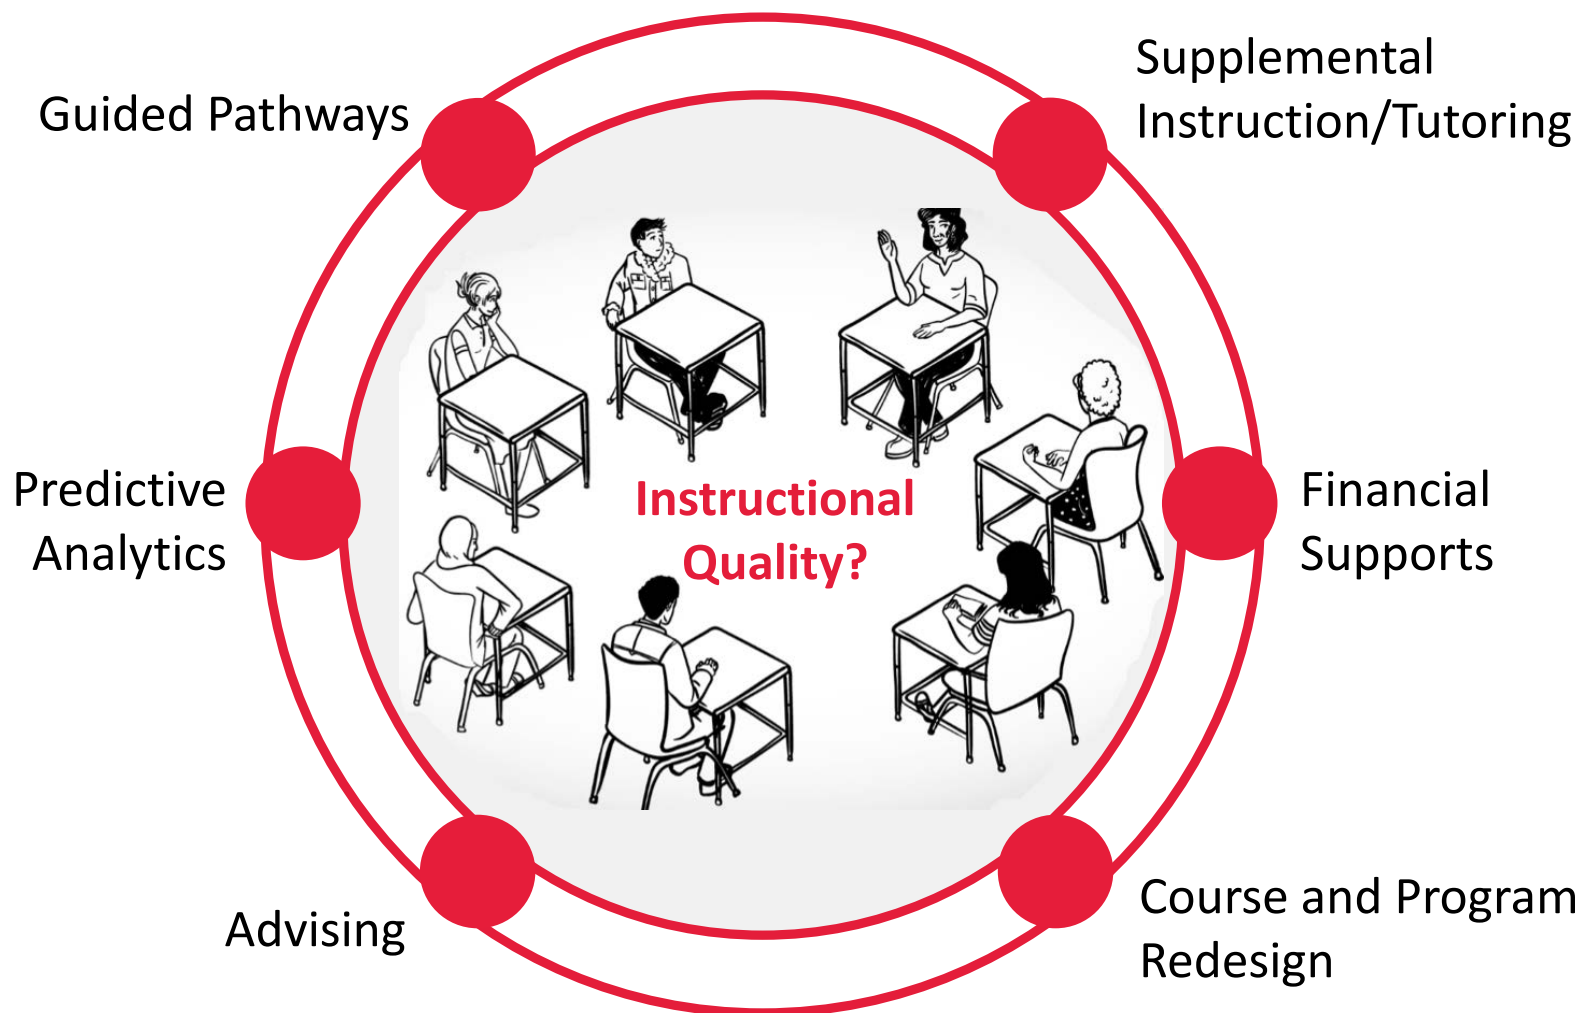 Guided Pathways
Supplemental
Instruction/Tutoring
Predictive
Analytics
Instructional
Quality?
Financial
Supports
Advising
Course and Program
Redesign